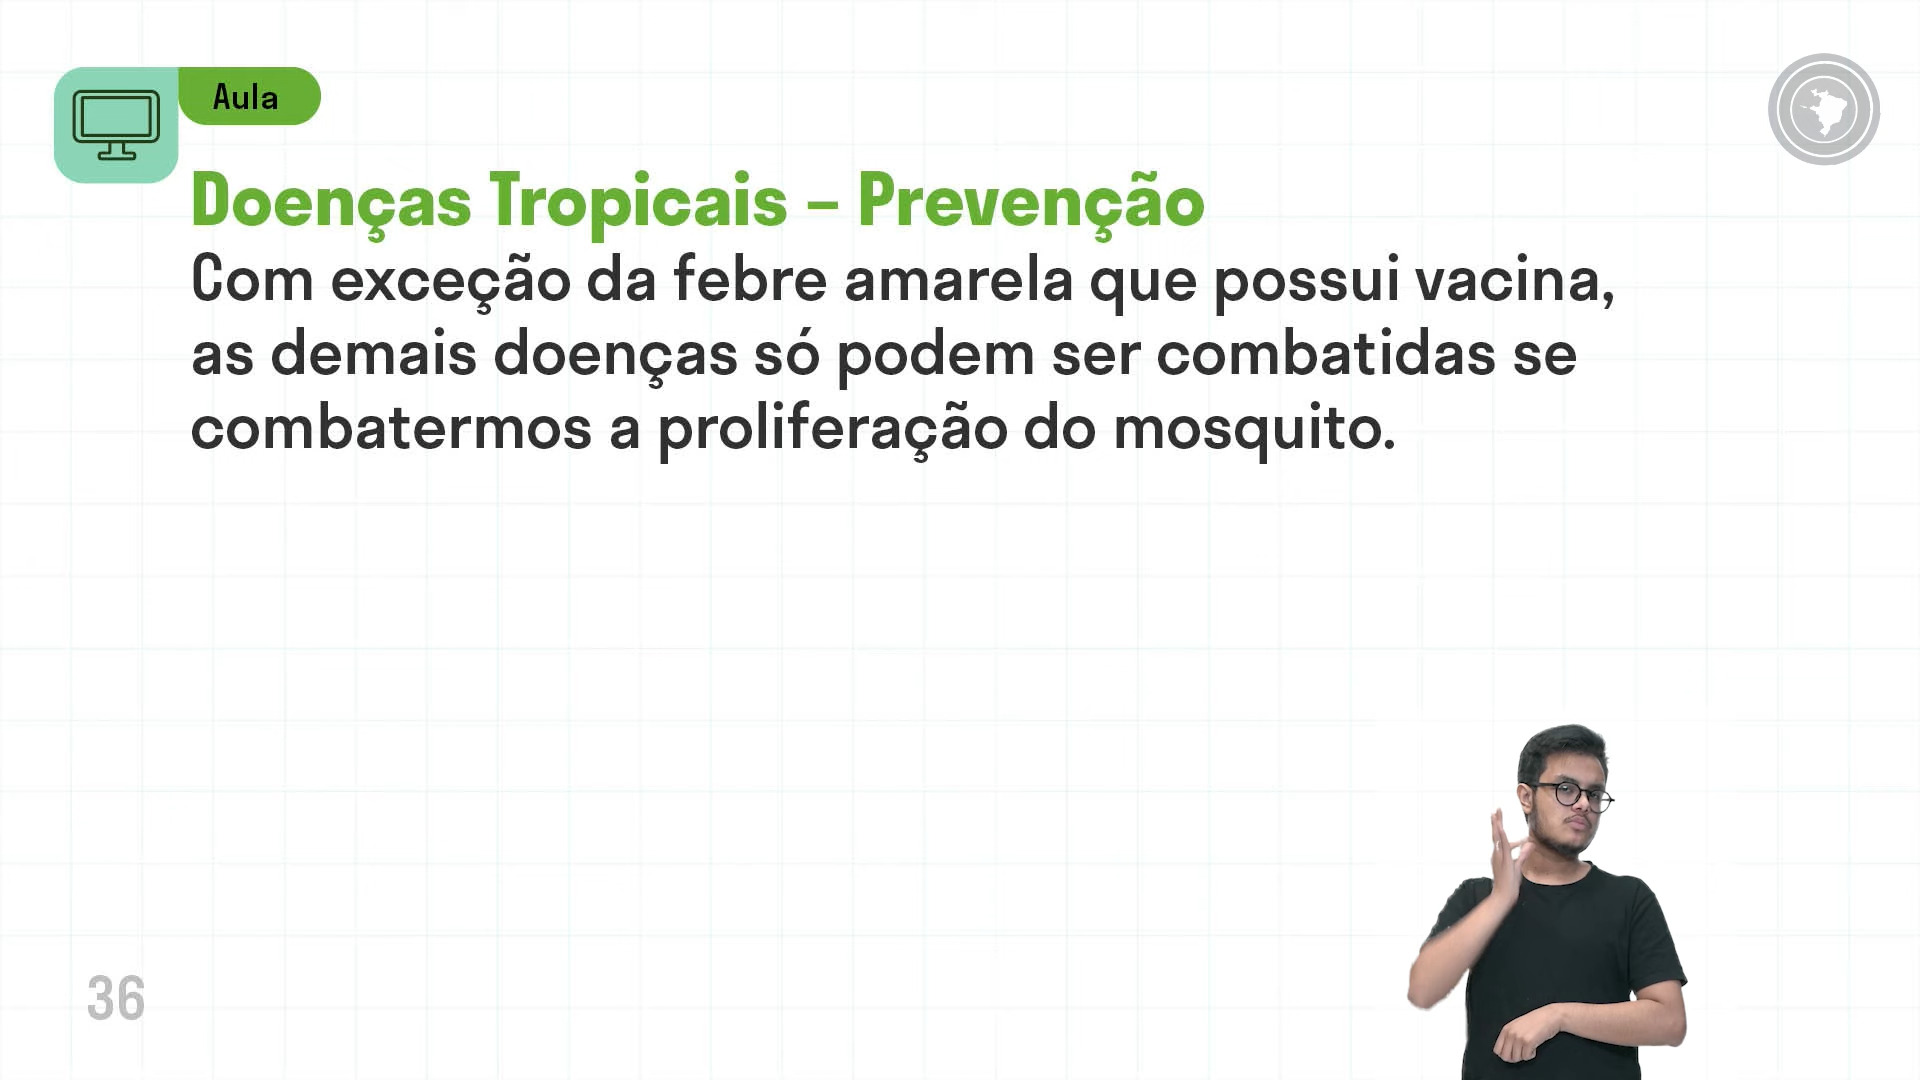 Aula
Doenças Tropicais – Prevenção
Com exceção da febre amarela que possui vacina,
as demais doenças só podem ser combatidas se
combatermos a proliferação do mosquito.
36